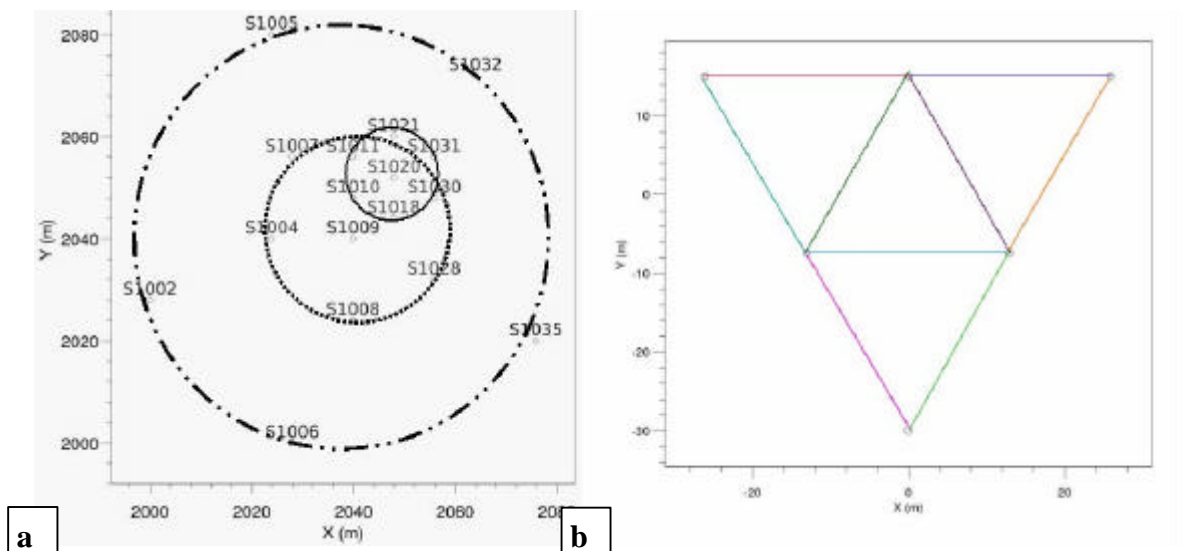 S1005
2080
S1032
S1021
2060
S1007 S1011 S1031
S1020
S1010 S1030
S1018
S1004 S1009
2040
S1028
S1002
S1008
S1035
2020
S1006
2000
Y (m)
2000 2020 2040 2060
X (m)
a
10
0
-10
-20
-30
Y (m)
-20 0 20
X (m)
b